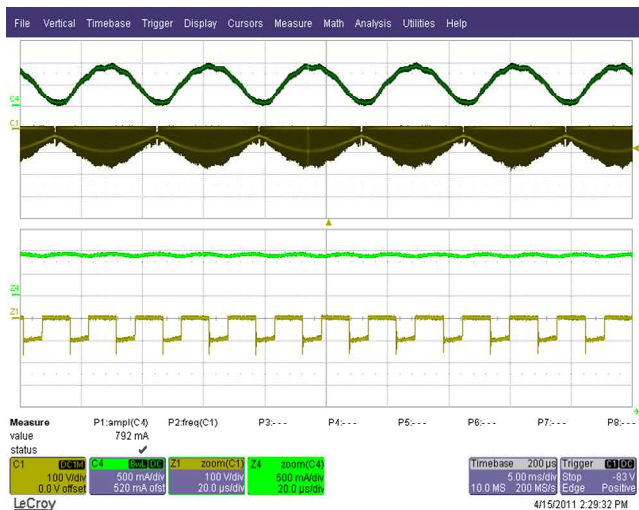 File Vertical Timebase Trigger Display Cursors Measure Math Analysis Utilities Help
C4
C1
Z4
Z1
Measure P1:ampl(C4) P2:freq(C1) P3:--- P4:--- P5:--- P6:--- P7:--- P8:---
value 792 mA
status ✔
C1 DC1M C4 BwL DC Z1 zoom(C1) Z4 zoom(C4) Timebase 200 µs Trigger C1 DC
100 V/div 500 mA/div 100 V/div 500 mA/div 5.00 ms/div Stop -83 V
0.0 V offset 520 mA ofst 20.0 µs/div 20.0 µs/div 10.0 MS 200 MS/s Edge Positive
LeCroy 4/15/2011 2:29:32 PM